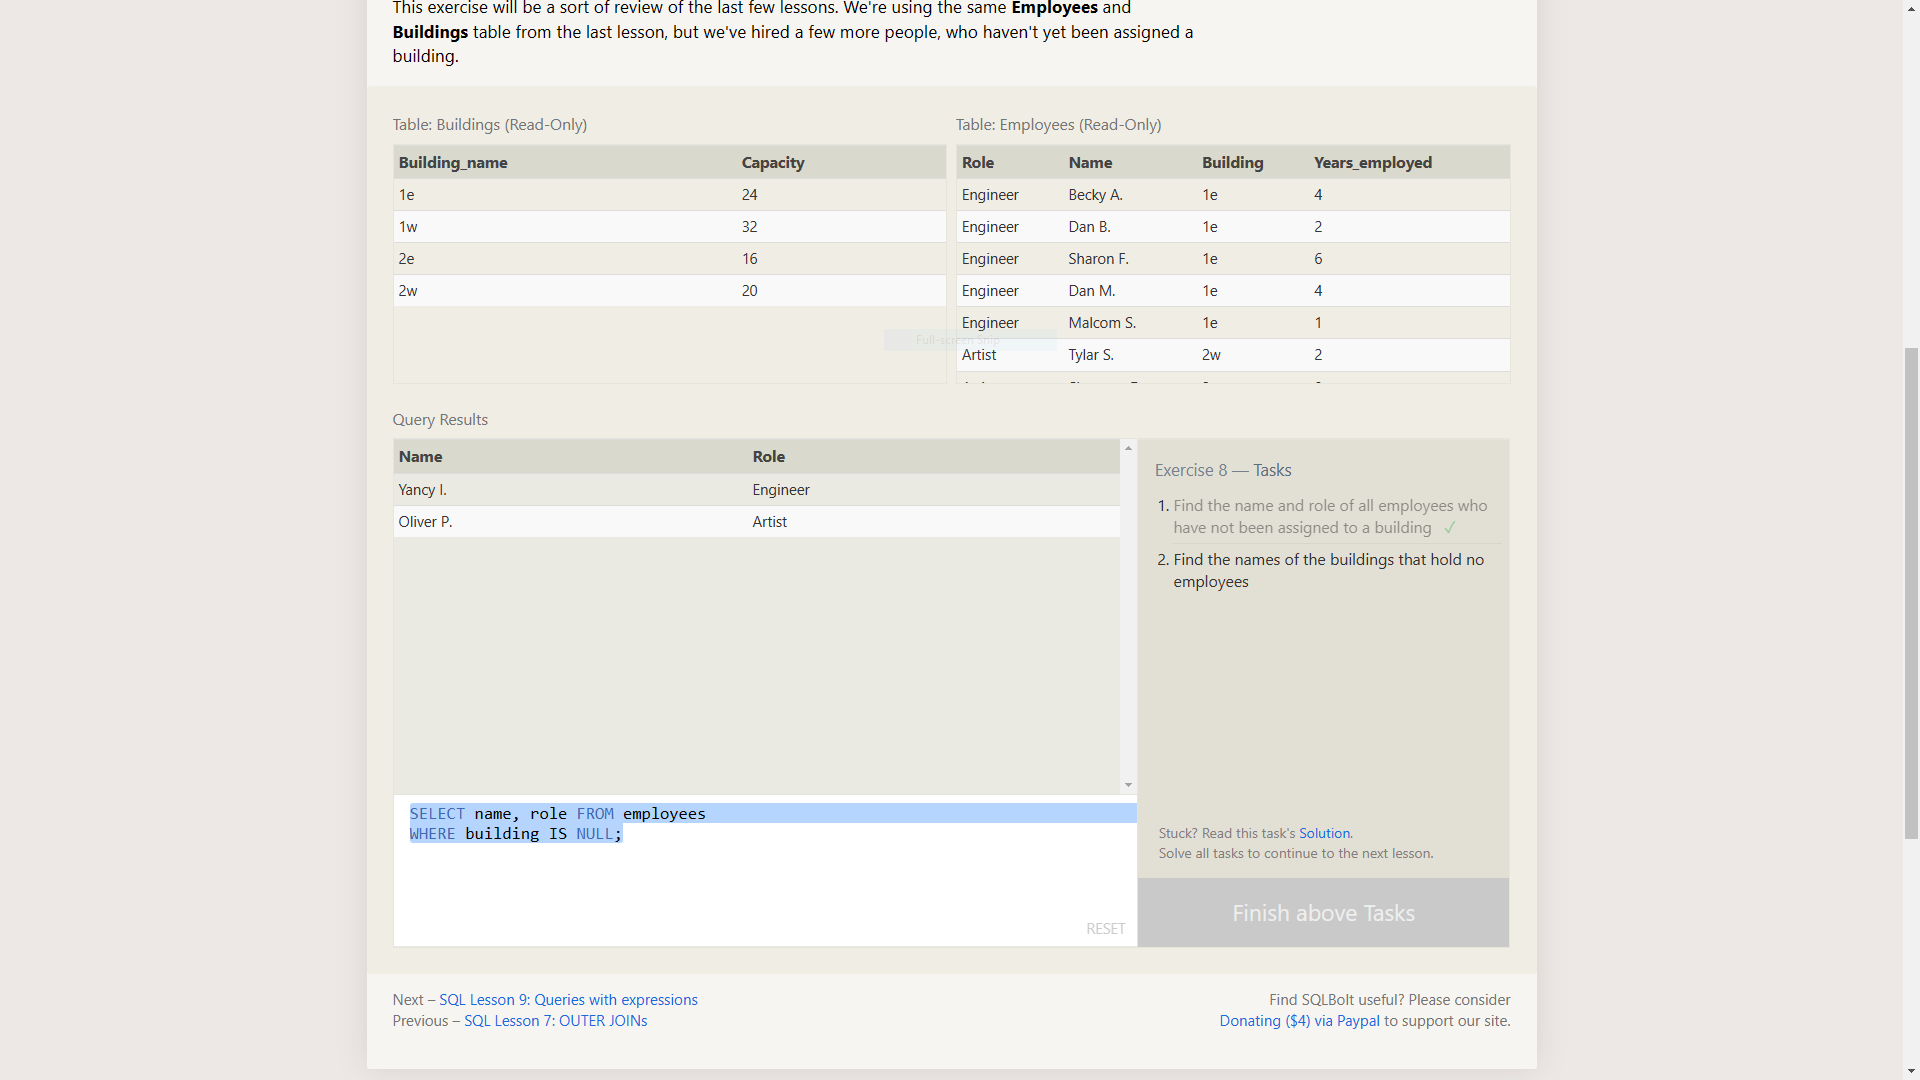 This exercise will be a sort of review of the last few lessons. We're using the same Employees and
Buildings table from the last lesson, but we've hired a few more people, who haven't yet been assigned a
building.
Table: Buildings (Read-Only)
Building_name Capacity
1e 24
1w 32
2e 16
2w 20
Table: Employees (Read-Only)
Role Name Building Years_employed
Engineer Becky A. 1e 4
Engineer Dan B. 1e 2
Engineer Sharon F. 1e 6
Engineer Dan M. 1e 4
Engineer Malcom S. 1e 1
Full-screen Snip
Artist Tylar S. 2w 2
Query Results
Name Role
Yancy I. Engineer
Oliver P. Artist
SELECT name, role FROM employees
WHERE building IS NULL;
RESET
Exercise 8 — Tasks
1. Find the name and role of all employees who
have not been assigned to a building ✓
2. Find the names of the buildings that hold no
employees
Stuck? Read this task's Solution.
Solve all tasks to continue to the next lesson.
Finish above Tasks
Next – SQL Lesson 9: Queries with expressions
Previous – SQL Lesson 7: OUTER JOINs
Find SQLBolt useful? Please consider
Donating ($4) via Paypal to support our site.